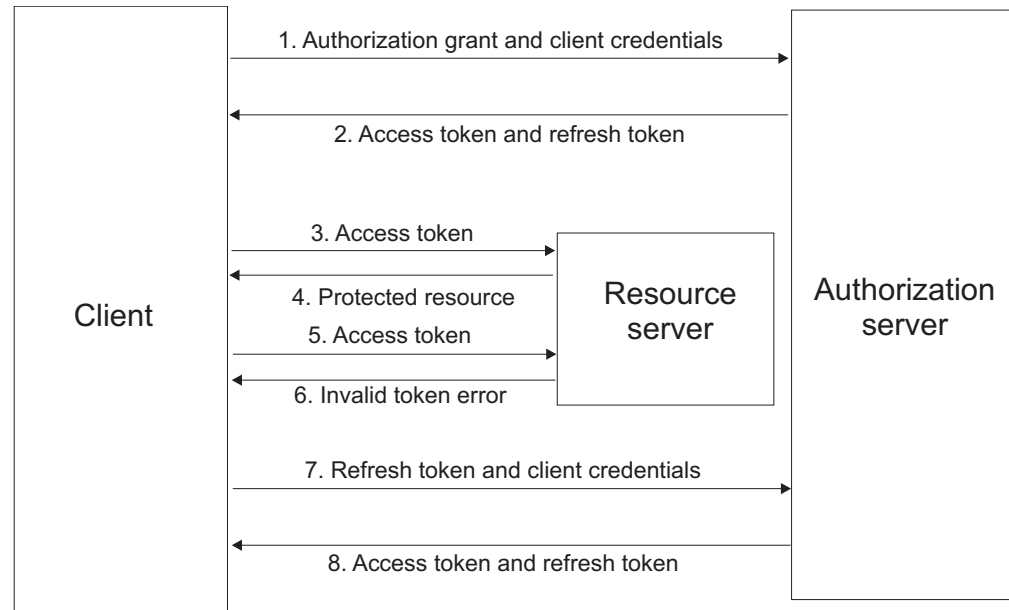 1. Authorization grant and client credentials
2. Access token and refresh token
3. Access token
4. Protected resource
5. Access token
6. Invalid token error
7. Refresh token and client credentials
8. Access token and refresh token
Client
Resource
server
Authorization
server